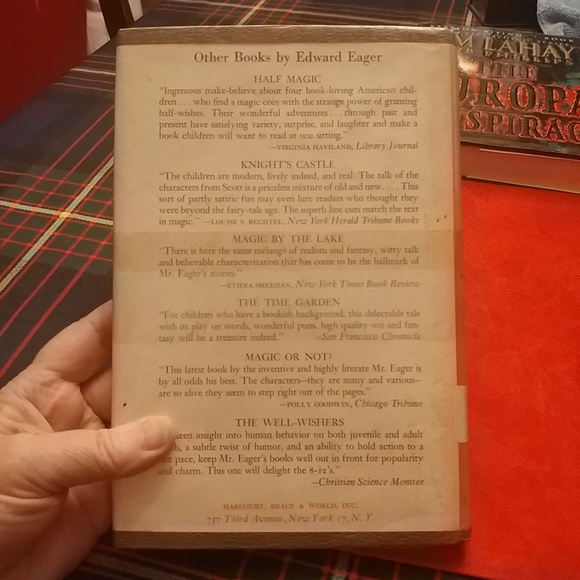 Other Books by Edward Eager
HALF MAGIC
"Ingenious make-believe about four book-loving American chil-
dren . . . who find a magic coin with the strange power of granting
half-wishes. Their wonderful adventures . . . through past and
present have satisfying variety, surprise, and laughter and make a
book children will want to read at one sitting."
—VIRGINIA HAVILAND, Library Journal
KNIGHT'S CASTLE
"The children are modern, lively indeed, and real. The talk of the
characters from Scott is a priceless mixture of old and new. . . . This
sort of partly satiric fun may even lure readers who thought they
were beyond the fairy-tale age. The superb line cuts match the text
in magic." —LOUISE S. BECHTEL, New York Herald Tribune Books
MAGIC BY THE LAKE
"There is here the same mélange of realism and fantasy, witty talk
and believable characterization that has come to be the hallmark of
Mr. Eager's stories."
—ETHNA SHEEHAN, New York Times Book Review
THE TIME GARDEN
"For children who have a bookish background, this delectable tale
with its play on words, wonderful puns, high quality wit and fan-
tasy will be a treasure indeed." —San Francisco Chronicle
MAGIC OR NOT?
"This latest book by the inventive and highly literate Mr. Eager is
by all odds his best. The characters—they are many and various—
are so alive they seem to step right out of the pages."
—POLLY GOODWIN, Chicago Tribune
THE WELL-WISHERS
keen insight into human behavior on both juvenile and adult
a subtle twist of humor, and an ability to hold action to a
pace, keep Mr. Eager's books well out in front for popularity
and charm. This one will delight the 8-12's."
—Christian Science Monitor
HARCOURT, BRACE & WORLD, INC.
757 Third Avenue, New York 17, N. Y.
M LAHAY
THE
UROPA
SPIRAC